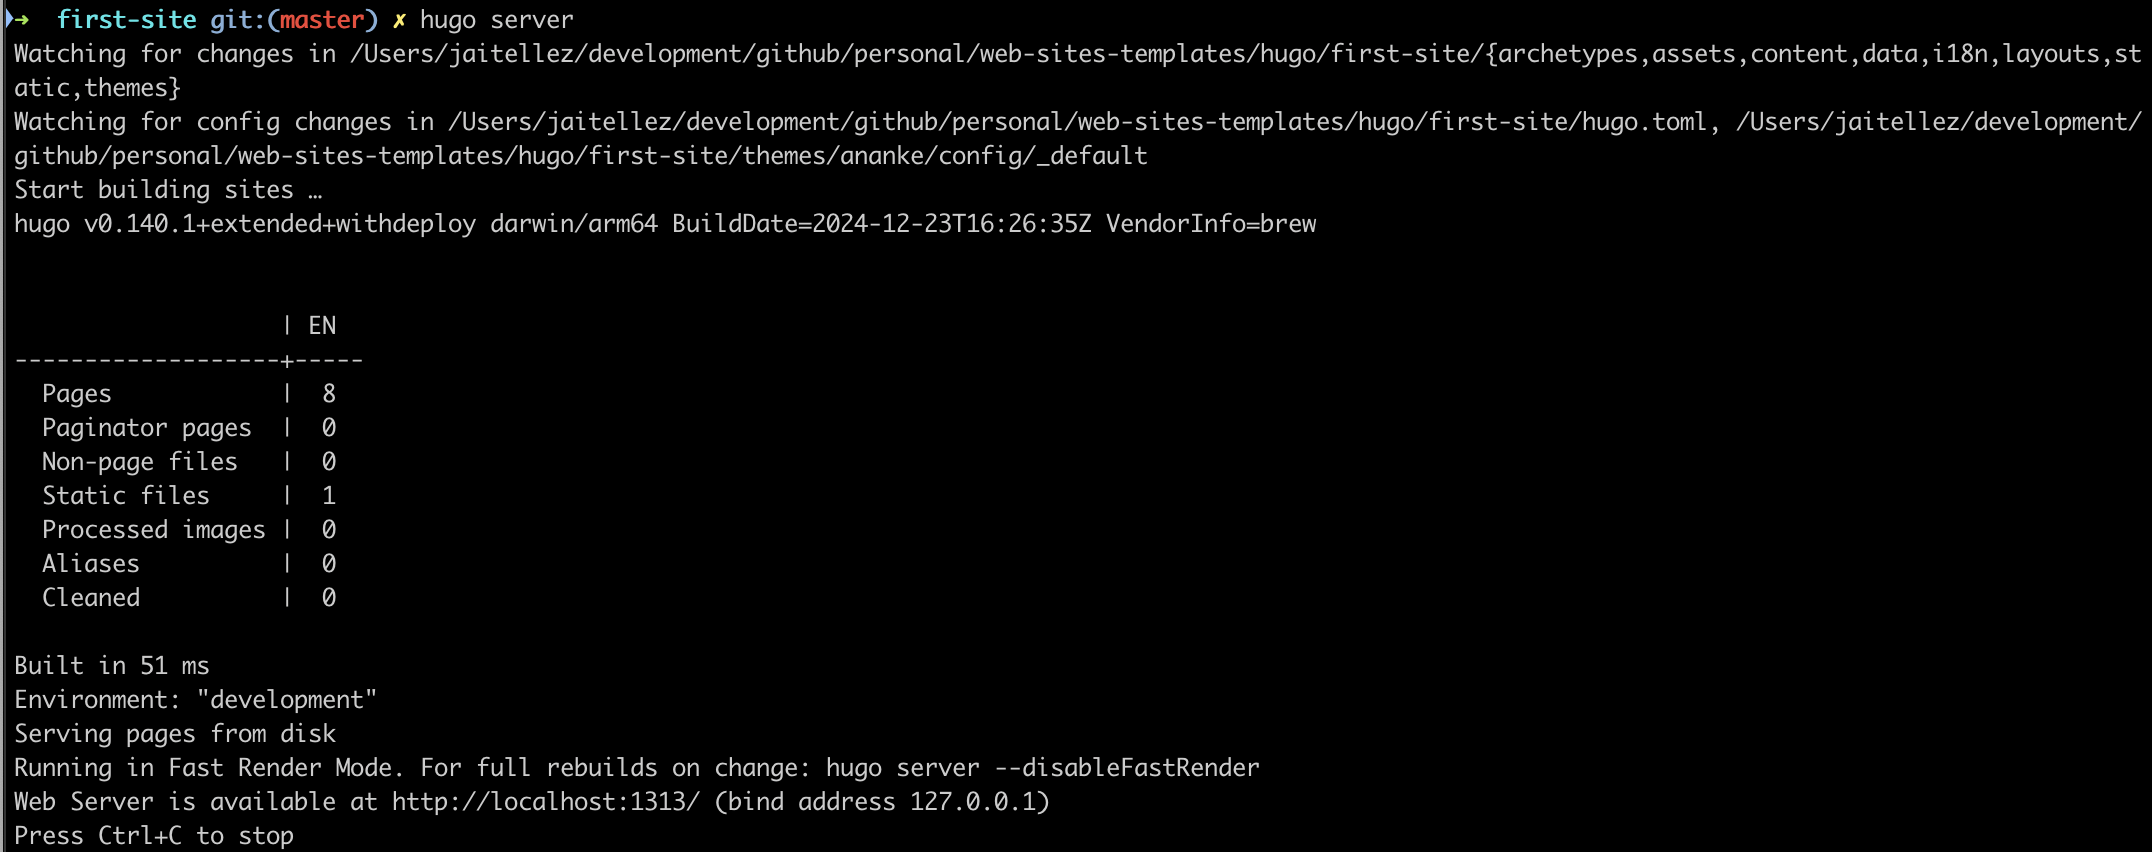 ➜  first-site git:(master) ✗ hugo server
Watching for changes in /Users/jaitellez/development/github/personal/web-sites-templates/hugo/first-site/{archetypes,assets,content,data,i18n,layouts,st
atic,themes}
Watching for config changes in /Users/jaitellez/development/github/personal/web-sites-templates/hugo/first-site/hugo.toml, /Users/jaitellez/development/
github/personal/web-sites-templates/hugo/first-site/themes/ananke/config/_default
Start building sites …
hugo v0.140.1+extended+withdeploy darwin/arm64 BuildDate=2024-12-23T16:26:35Z VendorInfo=brew
                   | EN
-------------------+-----
  Pages            |  8
  Paginator pages  |  0
  Non-page files   |  0
  Static files     |  1
  Processed images |  0
  Aliases          |  0
  Cleaned          |  0
Built in 51 ms
Environment: "development"
Serving pages from disk
Running in Fast Render Mode. For full rebuilds on change: hugo server --disableFastRender
Web Server is available at http://localhost:1313/ (bind address 127.0.0.1)
Press Ctrl+C to stop